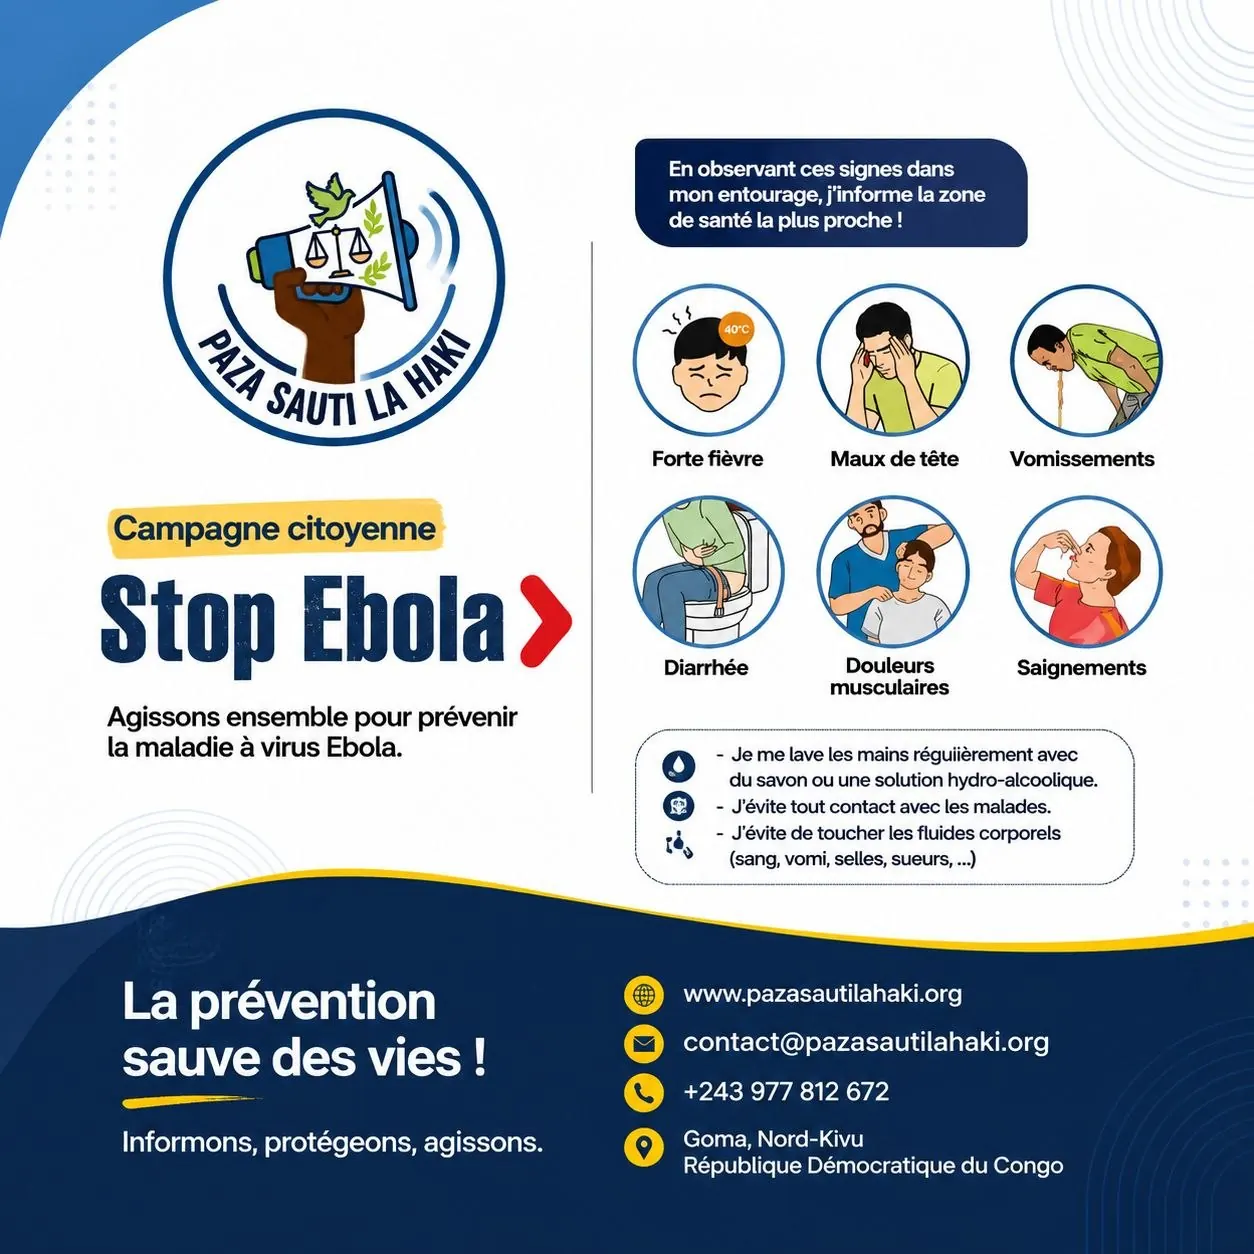 PAZA SAUTI LA HAKI
Campagne citoyenne
Stop Ebola
Agissons ensemble pour prévenir
la maladie à virus Ebola.
En observant ces signes dans
mon entourage, j'informe la zone
de santé la plus proche !
40°C
Forte fièvre
Maux de tête
Vomissements
Diarrhée
Douleurs
musculaires
Saignements
- Je me lave les mains réguliièrement avec
du savon ou une solution hydro-alcoolique.
- J'évite tout contact avec les malades.
- J'évite de toucher les fluides corporels
(sang, vomi, selles, sueurs, ...)
La prévention
sauve des vies !
Informons, protégeons, agissons.
www.pazasautilahaki.org
contact@pazasautilahaki.org
+243 977 812 672
Goma, Nord-Kivu
République Démocratique du Congo